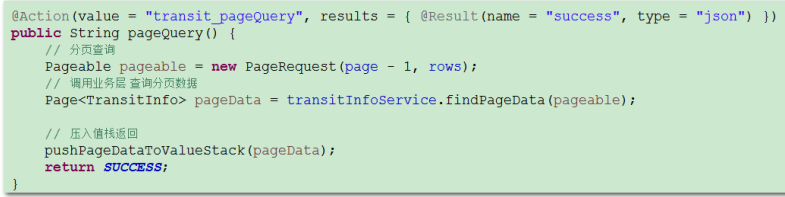 @Action(value = "transit_pageQuery", results = { @Result(name = "success", type = "json") })
public String pageQuery() {
    // 分页查询
    Pageable pageable = new PageRequest(page - 1, rows);
    // 调用业务层 查询分页数据
    Page<TransitInfo> pageData = transitInfoService.findPageData(pageable);

    // 压入值栈返回
    pushPageDataToValueStack(pageData);
    return SUCCESS;
}